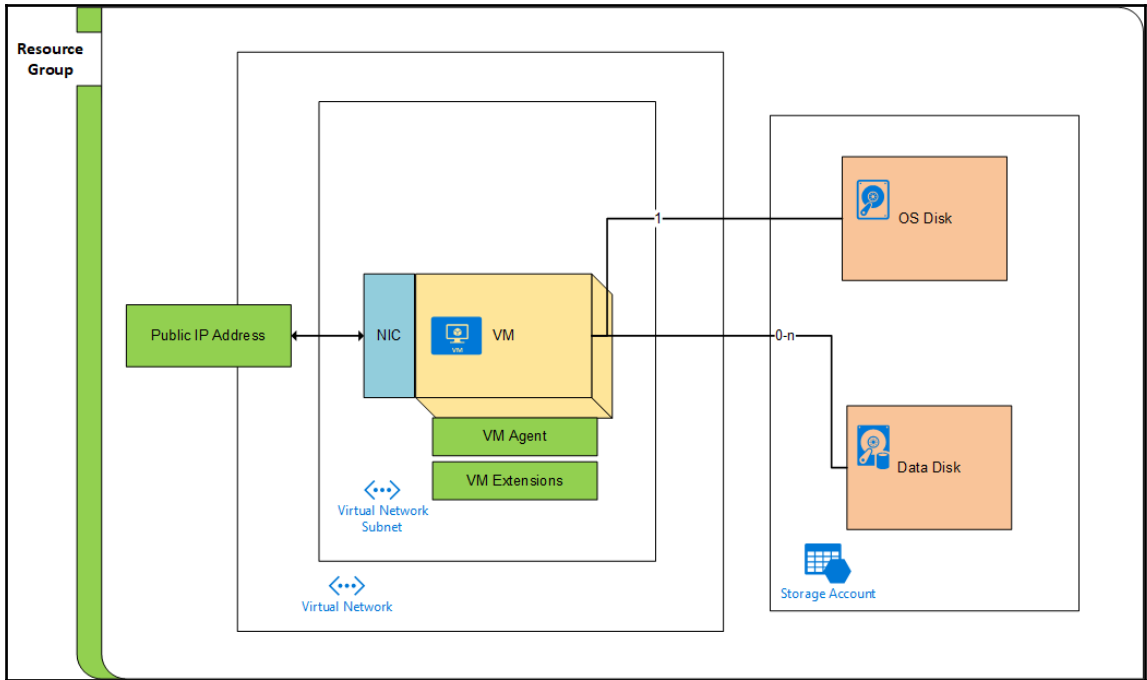 Resource
Group
Public IP Address
NIC
VM
VM
VM Agent
VM Extensions
Virtual Network
Subnet
Virtual Network
1
0-n
OS Disk
Data Disk
Storage Account